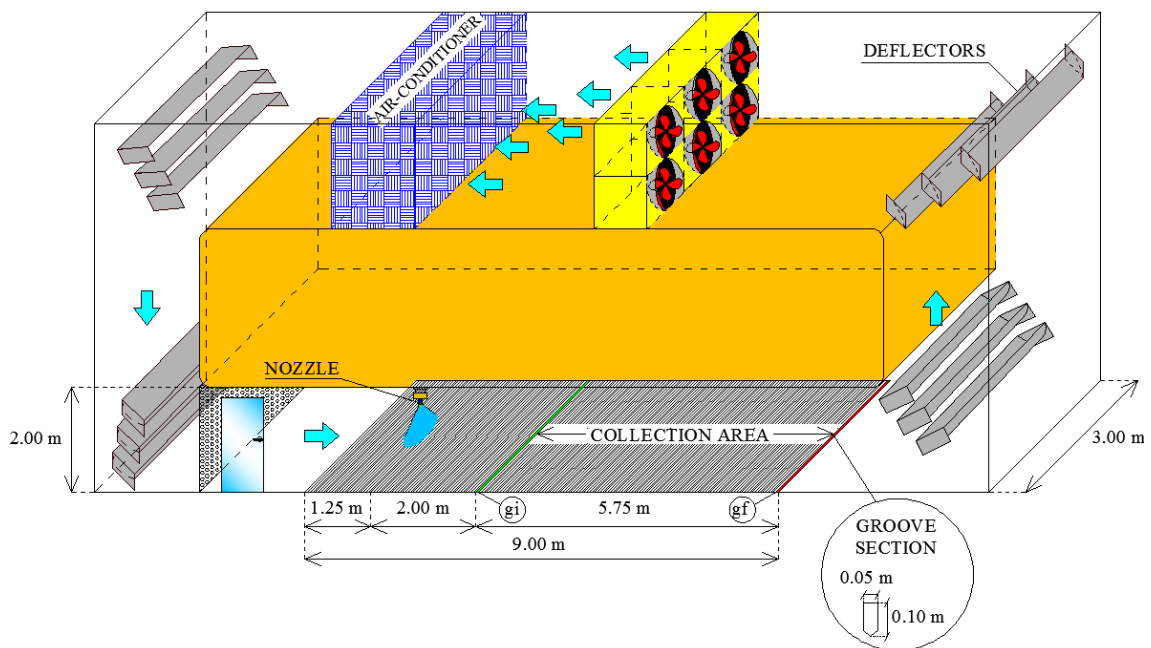 AIR-CONDITIONER
DEFLECTORS
NOZZLE
COLLECTION AREA
2.00 m
3.00 m
1.25 m
2.00 m
gi
5.75 m
gf
9.00 m
GROOVE
SECTION
0.05 m
0.10 m